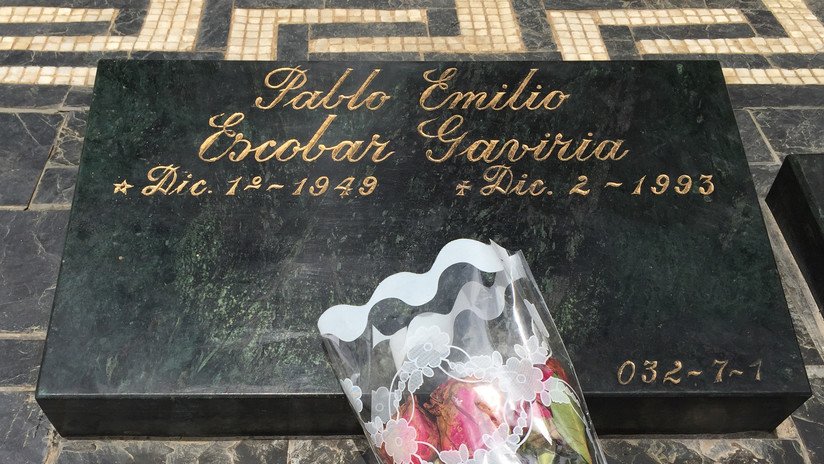 Pablo Emilio
Escobar Gaviria
☆ Dic. 1º - 1949 ✝ Dic. 2 - 1993
032-7-1